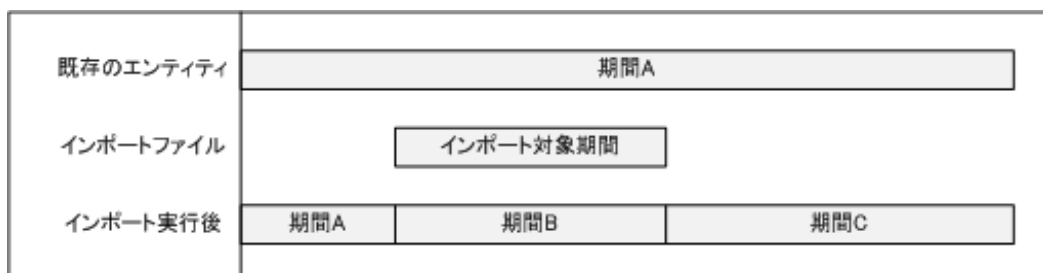 既存のエンティティ
期間A
インポートファイル
インポート対象期間
インポート実行後
期間A
期間B
期間C